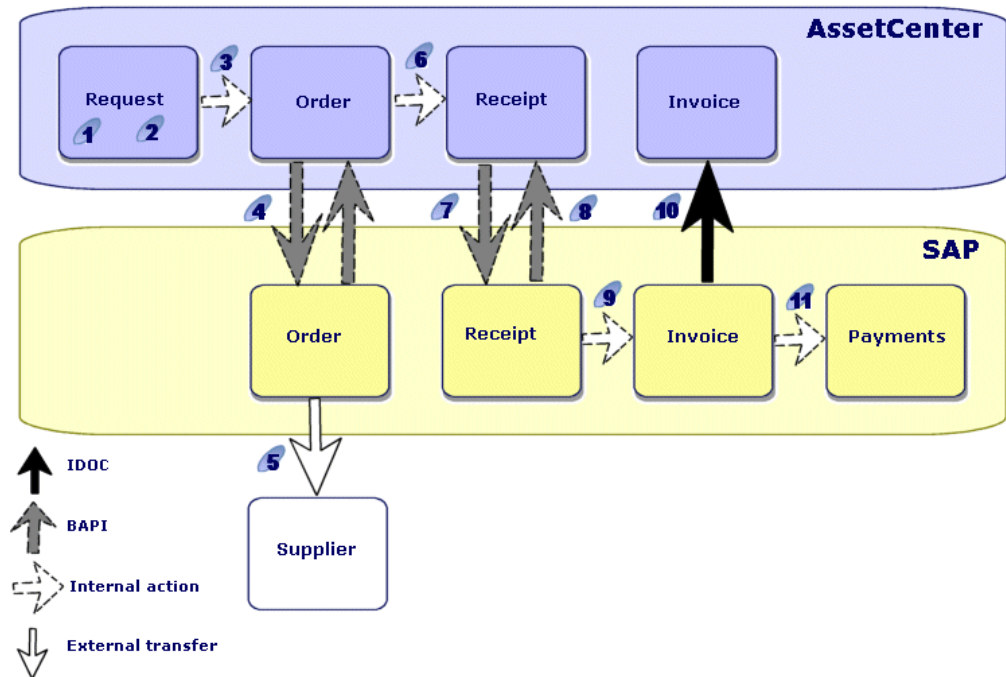 AssetCenter
3
6
Request
Order
Receipt
Invoice
1
2
4
7
8
10
SAP
9
11
Order
Receipt
Invoice
Payments
5
IDOC
BAPI
Supplier
Internal action
External transfer